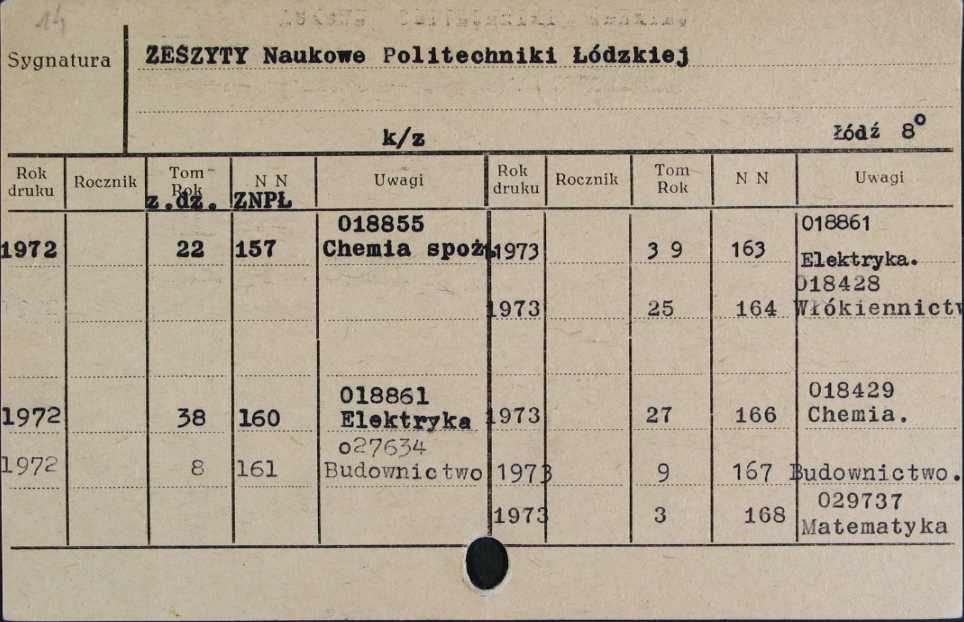 14
Sygnatura
ZESZYTY Naukowe Politechniki Łódzkiej
k/z
Łódź 8°
Rok druku Rocznik Tom Rok N N Uwagi Rok druku Rocznik Tom Rok N N Uwagi
z.dz. ZNPŁ
018855 018861
1972 22 157 Chemia spoż. 1973 3 9 163 Elektryka.
018428
1973 25 164 Włókiennictw
018861 018429
1972 38 160 Elektryka 1973 27 166 Chemia.
027634
1972 8 161 Budownictwo 1973 9 167 Budownictwo.
029737
1973 3 168 Matematyka